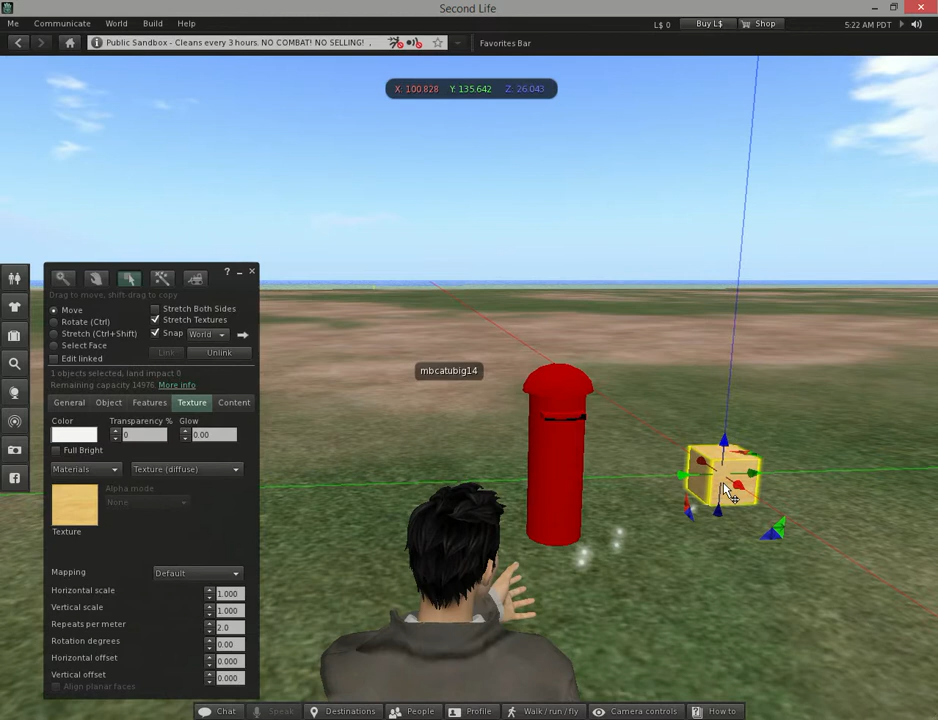 Second Life
Me Communicate World Build Help
L$ 0 Buy L$ Shop 5:22 AM PDT
Public Sandbox - Cleans every 3 hours. NO COMBAT! NO SELLING! . Favorites Bar
X: 100.828 Y: 135.642 Z: 26.043
? _ ×
Drag to move, shift-drag to copy
Move
Rotate (Ctrl)
Stretch (Ctrl+Shift)
Select Face
Edit linked
Stretch Both Sides
Stretch Textures
Snap World
Link Unlink
1 objects selected, land impact 0
Remaining capacity 14976. More info
General Object Features Texture Content
Color Transparency % Glow
0 0.00
Full Bright
Materials Texture (diffuse)
Alpha mode
None
Texture
Mapping Default
Horizontal scale 1.000
Vertical scale 1.000
Repeats per meter 2.0
Rotation degrees 0.00
Horizontal offset 0.000
Vertical offset 0.000
Align planar faces
mbcatubig14
Chat Speak Destinations People Profile Walk / run / fly Camera controls How to